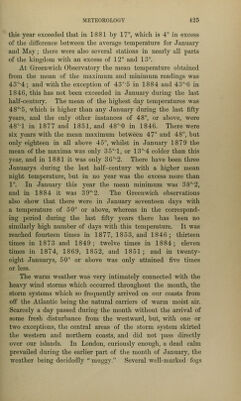 METEOROLOGY 425
this year exceeded that in 1881 by 17°, which is 4° in excess
of the difference between the average temperature for January
and May; there were also several stations in nearly all parts
of the kingdom with an excess of 12° and 13°.
At Greenwich Observatory the mean temperature obtained
from the mean of the maximum and minimum readings was
43°·4; and with the exception of 43°·5 in 1884 and 43°·6 in
1846, this has not been exceeded in January during the last
half-century. The mean of the highest day temperatures was
48°·5, which is higher than any January during the last fifty
years, and the only other instances of 48°, or above, were
48°·1 in 1877 and 1851, and 48°·0 in 1846. There were
six years with the mean maximum between 47° and 48°, but
only eighteen in all above 45°, whilst in January 1879 the
mean of the maxima was only 35°·1, or 13°·4 colder than this
year, and in 1881 it was only 36°·2. There have been three
Januarys during the last half-century with a higher mean
night temperature, but in no year was the excess more than
1°. In January this year the mean minimum was 38°·2,
and in 1884 it was 39°·2. The Greenwich observations
also show that there were in January seventeen days with
a temperature of 50° or above, whereas in the correspond-
ing period during the last fifty years there has been no
similarly high number of days with this temperature. It was
reached fourteen times in 1877, 1853, and 1846; thirteen
times in 1873 and 1849; twelve times in 1884; eleven
times in 1874, 1869, 1852, and 1851; and in twenty-
eight Januarys, 50° or above was only attained five times
or less.
The warm weather was very intimately connected with the
heavy wind storms which occurred throughout the month, the
storm systems which so frequently arrived on our coasts from
off the Atlantic being the natural carriers of warm moist air.
Scarcely a day passed during the month without the arrival of
some fresh disturbance from the westward, but, with one or
two exceptions, the central areas of the storm system skirted
the western and northern coasts, and did not pass directly
over our islands. In London, curiously enough, a dead calm
prevailed during the earlier part of the month of January, the
weather being decidedly "muggy." Several well-marked fogs